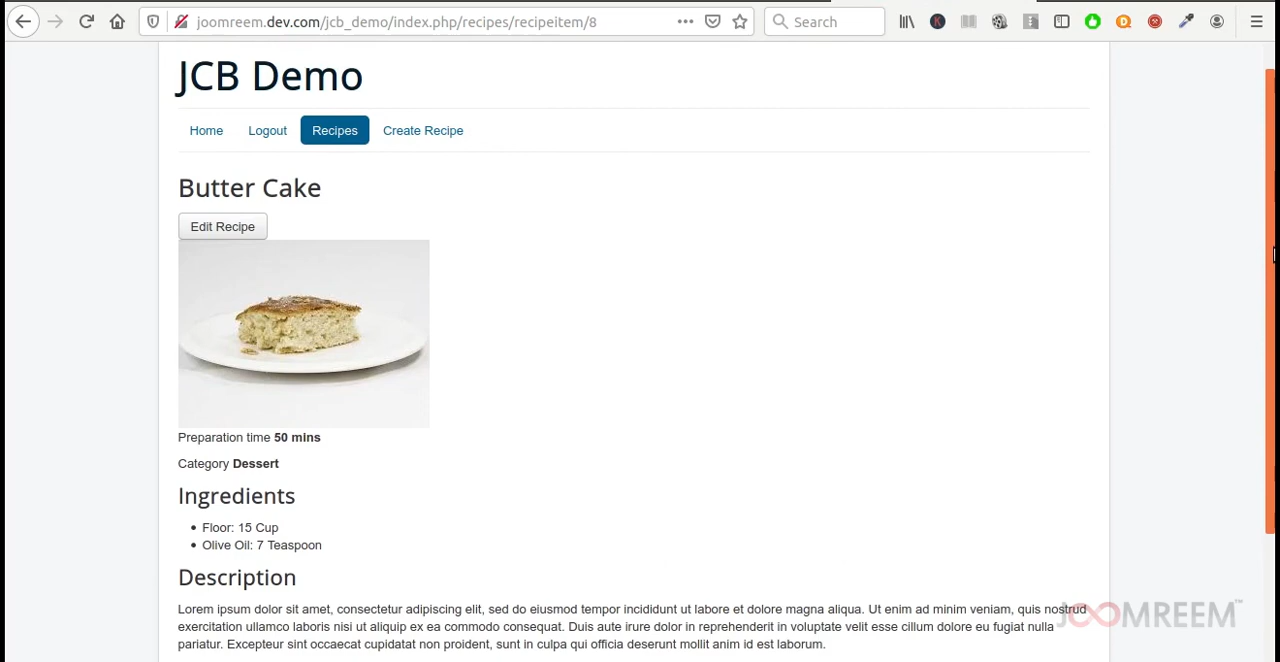 joomreem.dev.com/jcb_demo/index.php/recipes/recipeitem/8
Search
JCB Demo
Home Logout Recipes Create Recipe
Butter Cake
Edit Recipe
Preparation time 50 mins
Category Dessert
Ingredients
• Floor: 15 Cup
• Olive Oil: 7 Teaspoon
Description
Lorem ipsum dolor sit amet, consectetur adipiscing elit, sed do eiusmod tempor incididunt ut labore et dolore magna aliqua. Ut enim ad minim veniam, quis nostrud
exercitation ullamco laboris nisi ut aliquip ex ea commodo consequat. Duis aute irure dolor in reprehenderit in voluptate velit esse cillum dolore eu fugiat nulla
pariatur. Excepteur sint occaecat cupidatat non proident, sunt in culpa qui officia deserunt mollit anim id est laborum.
JOOMREEM™